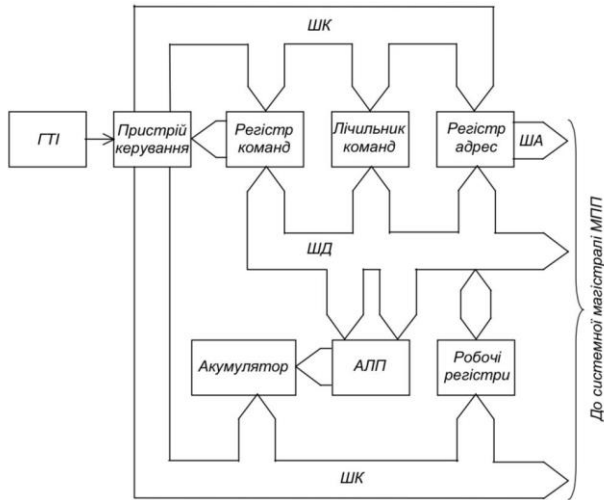 ШК
ГТІ
Пристрій
керування
Регістр
команд
Лічильник
команд
Регістр
адрес
ША
ШД
Акумулятор
АЛП
Робочі
регістри
ШК
До системної магістралі МПП